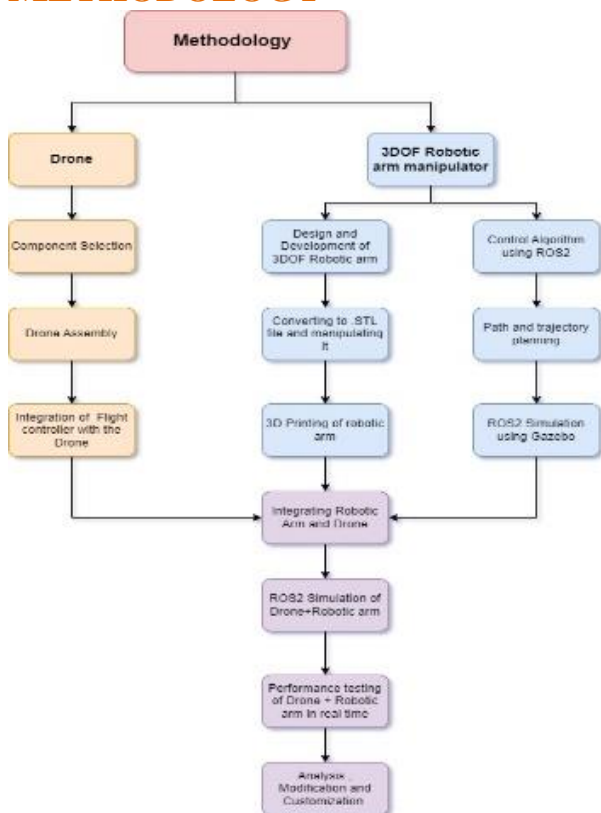 METHODOLOGY
Methodology
Drone
3DOF Robotic
arm manipulator
Component Selection
Design and
Development of
3DOF Robotic arm
Control Algorithm
using ROS2
Drone Assembly
Converting to .STL
file and manipulating
It
Path and trajectory
planning
Integration of Flight
controller with the
Drone
3D Printing of robotic
arm
ROS2 Simulation
using Gazebo
Integrating Robotic
Arm and Drone
ROS2 Simulation of
Drone+Robotic arm
Performance testing
of Drone + Robotic
arm in real time
Analysis ,
Modification and
Customization